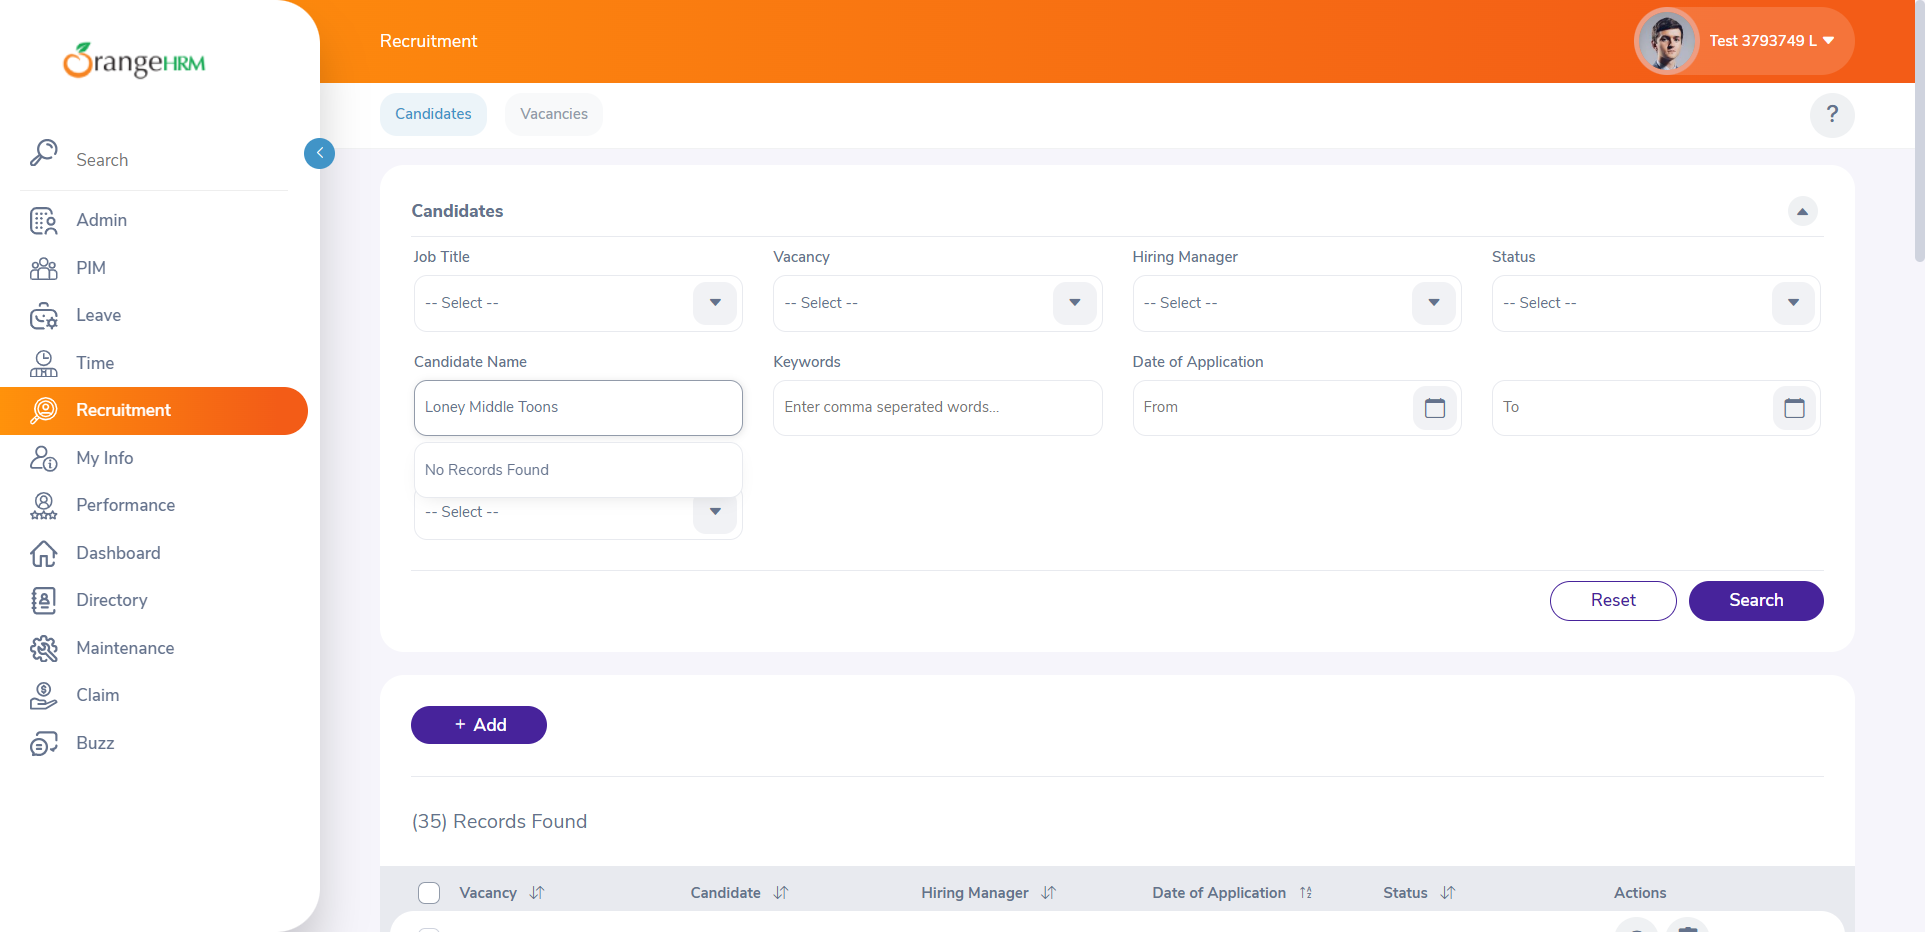 OrangeHRM
Search
Admin
PIM
Leave
Time
Recruitment
My Info
Performance
Dashboard
Directory
Maintenance
Claim
Buzz
Recruitment
Test 3793749 L
Candidates
Vacancies
?
Candidates
Job Title
Vacancy
Hiring Manager
Status
-- Select --
-- Select --
-- Select --
-- Select --
Candidate Name
Keywords
Date of Application
Loney Middle Toons
Enter comma seperated words...
From
To
No Records Found
-- Select --
Reset
Search
+ Add
(35) Records Found
Vacancy
Candidate
Hiring Manager
Date of Application
Status
Actions